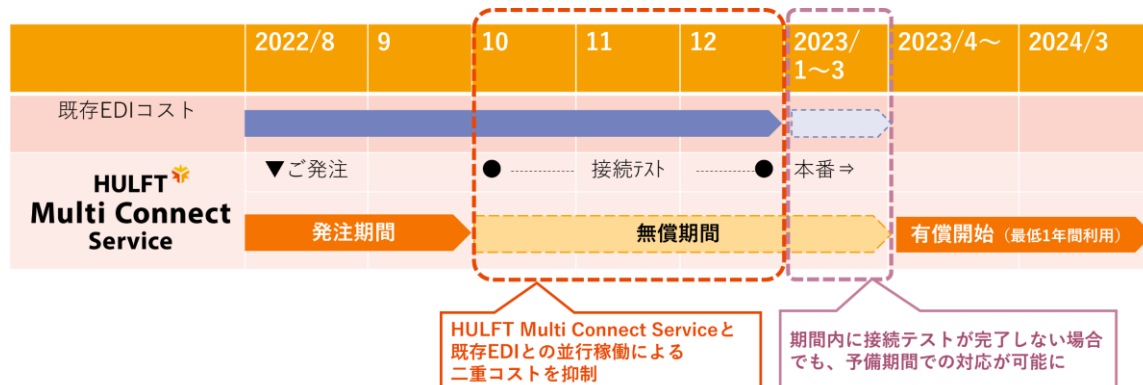 2022/8 9 10 11 12 2023/ 2023/4～ 2024/3
1～3
既存EDIコスト
▼ご発注 ● 接続ﾃｽﾄ ● 本番⇒
HULFT
Multi Connect
Service
発注期間 無償期間 有償開始（最低1年間利用）
HULFT Multi Connect Serviceと
既存EDIとの並行稼働による
二重コストを抑制
期間内に接続テストが完了しない場合
でも、予備期間での対応が可能に